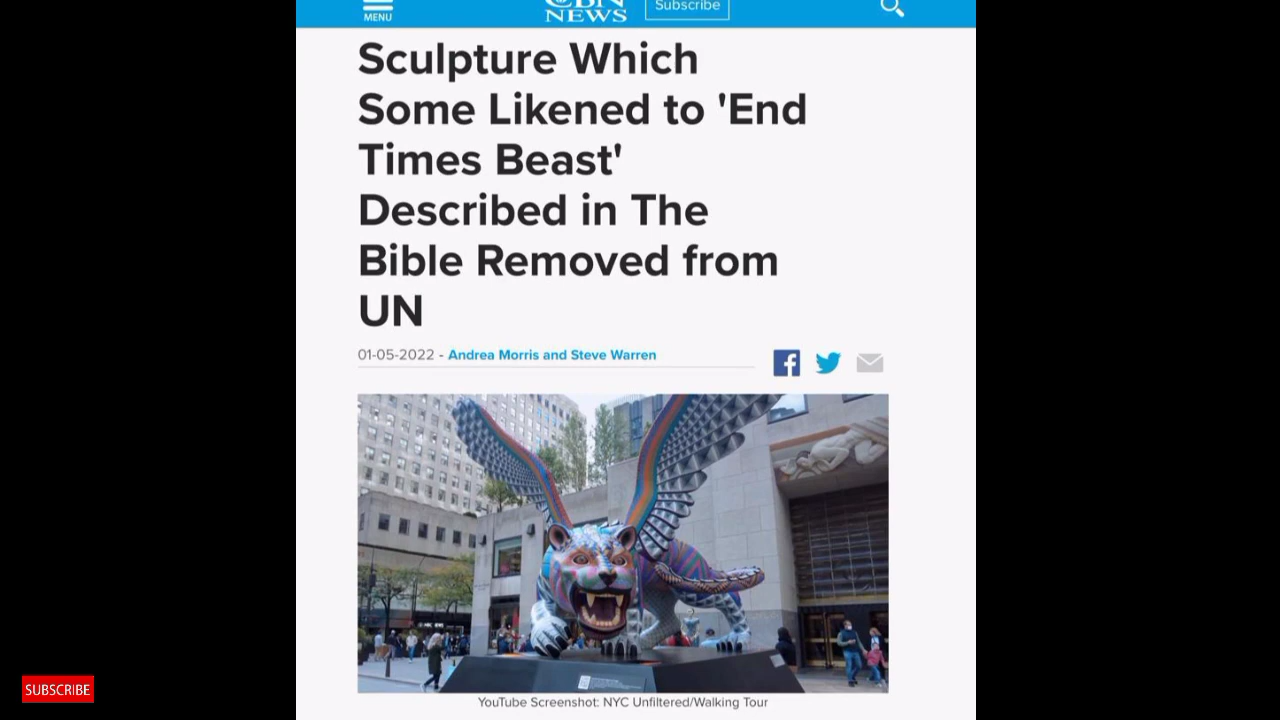 CBN
NEWS
Subscribe
MENU
Sculpture Which
Some Likened to 'End
Times Beast'
Described in The
Bible Removed from
UN
01-05-2022 - Andrea Morris and Steve Warren
YouTube Screenshot: NYC Unfiltered/Walking Tour
SUBSCRIBE